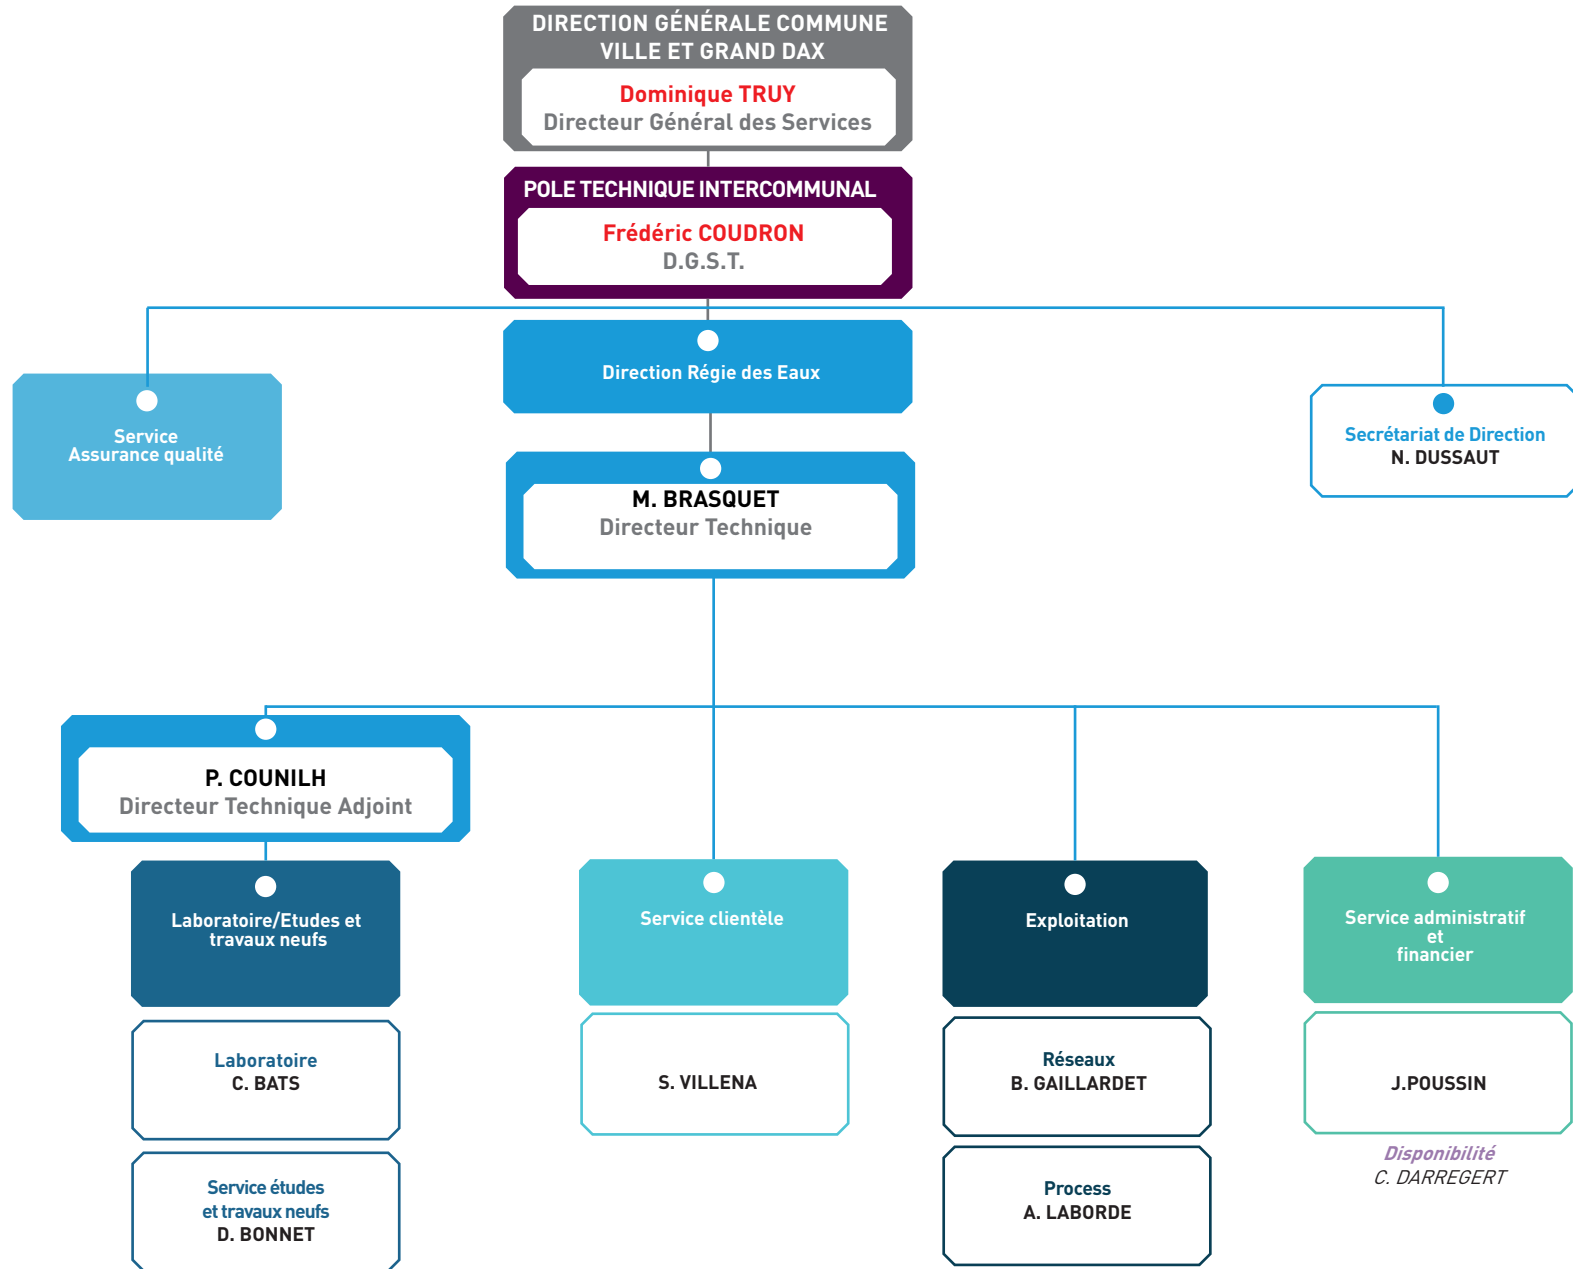 DIRECTION GÉNÉRALE COMMUNE
VILLE ET GRAND DAX
Dominique TRUY
Directeur Général des Services
POLE TECHNIQUE INTERCOMMUNAL
Frédéric COUDRON
D.G.S.T.
Direction Régie des Eaux
Service
Assurance qualité
Secrétariat de Direction
N. DUSSAUT
M. BRASQUET
Directeur Technique
P. COUNILH
Directeur Technique Adjoint
Laboratoire/Etudes et
travaux neufs
Laboratoire
C. BATS
Service études
et travaux neufs
D. BONNET
Service clientèle
S. VILLENA
Exploitation
Réseaux
B. GAILLARDET
Process
A. LABORDE
Service administratif
et
financier
J.POUSSIN
Disponibilité
C. DARREGERT